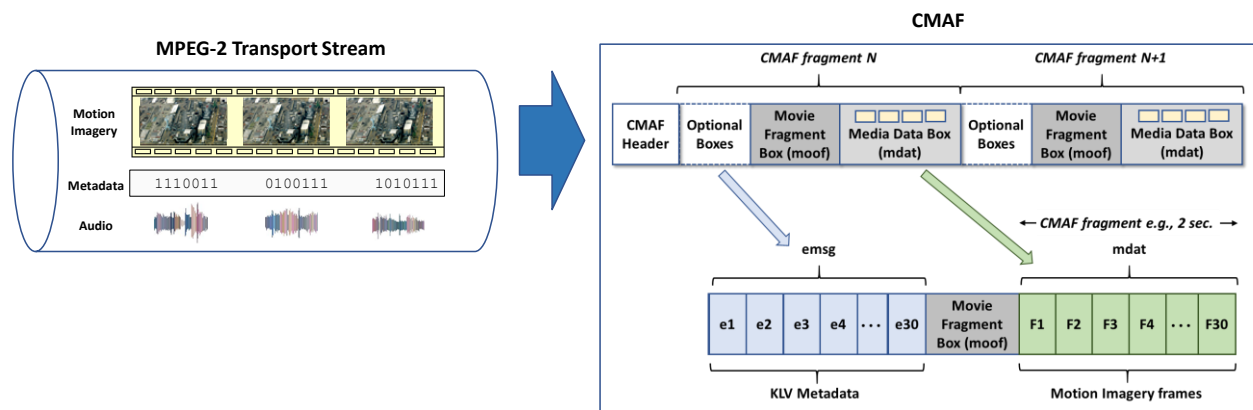 CMAF
MPEG-2 Transport Stream
Motion
Imagery
Metadata
1110011 0100111 1010111
Audio
CMAF fragment N
CMAF fragment N+1
CMAF
Header
Optional
Boxes
Movie
Fragment
Box (moof)
Media Data Box
(mdat)
Optional
Boxes
Movie
Fragment
Box (moof)
Media Data Box
(mdat)
CMAF fragment e.g., 2 sec.
emsg
mdat
e1 e2 e3 e4 ··· e30
Movie
Fragment
Box (moof)
F1 F2 F3 F4 ··· F30
KLV Metadata
Motion Imagery frames